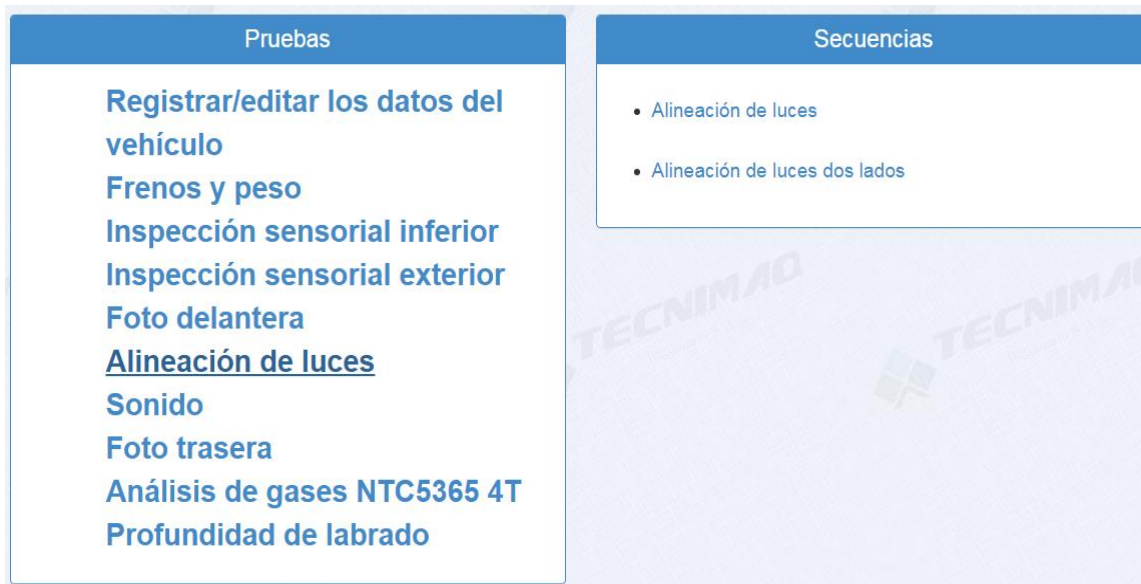 Pruebas
Registrar/editar los datos del
vehículo
Frenos y peso
Inspección sensorial inferior
Inspección sensorial exterior
Foto delantera
Alineación de luces
Sonido
Foto trasera
Análisis de gases NTC5365 4T
Profundidad de labrado
Secuencias
Alineación de luces
Alineación de luces dos lados
TECNIMAQ
TECNIMAQ